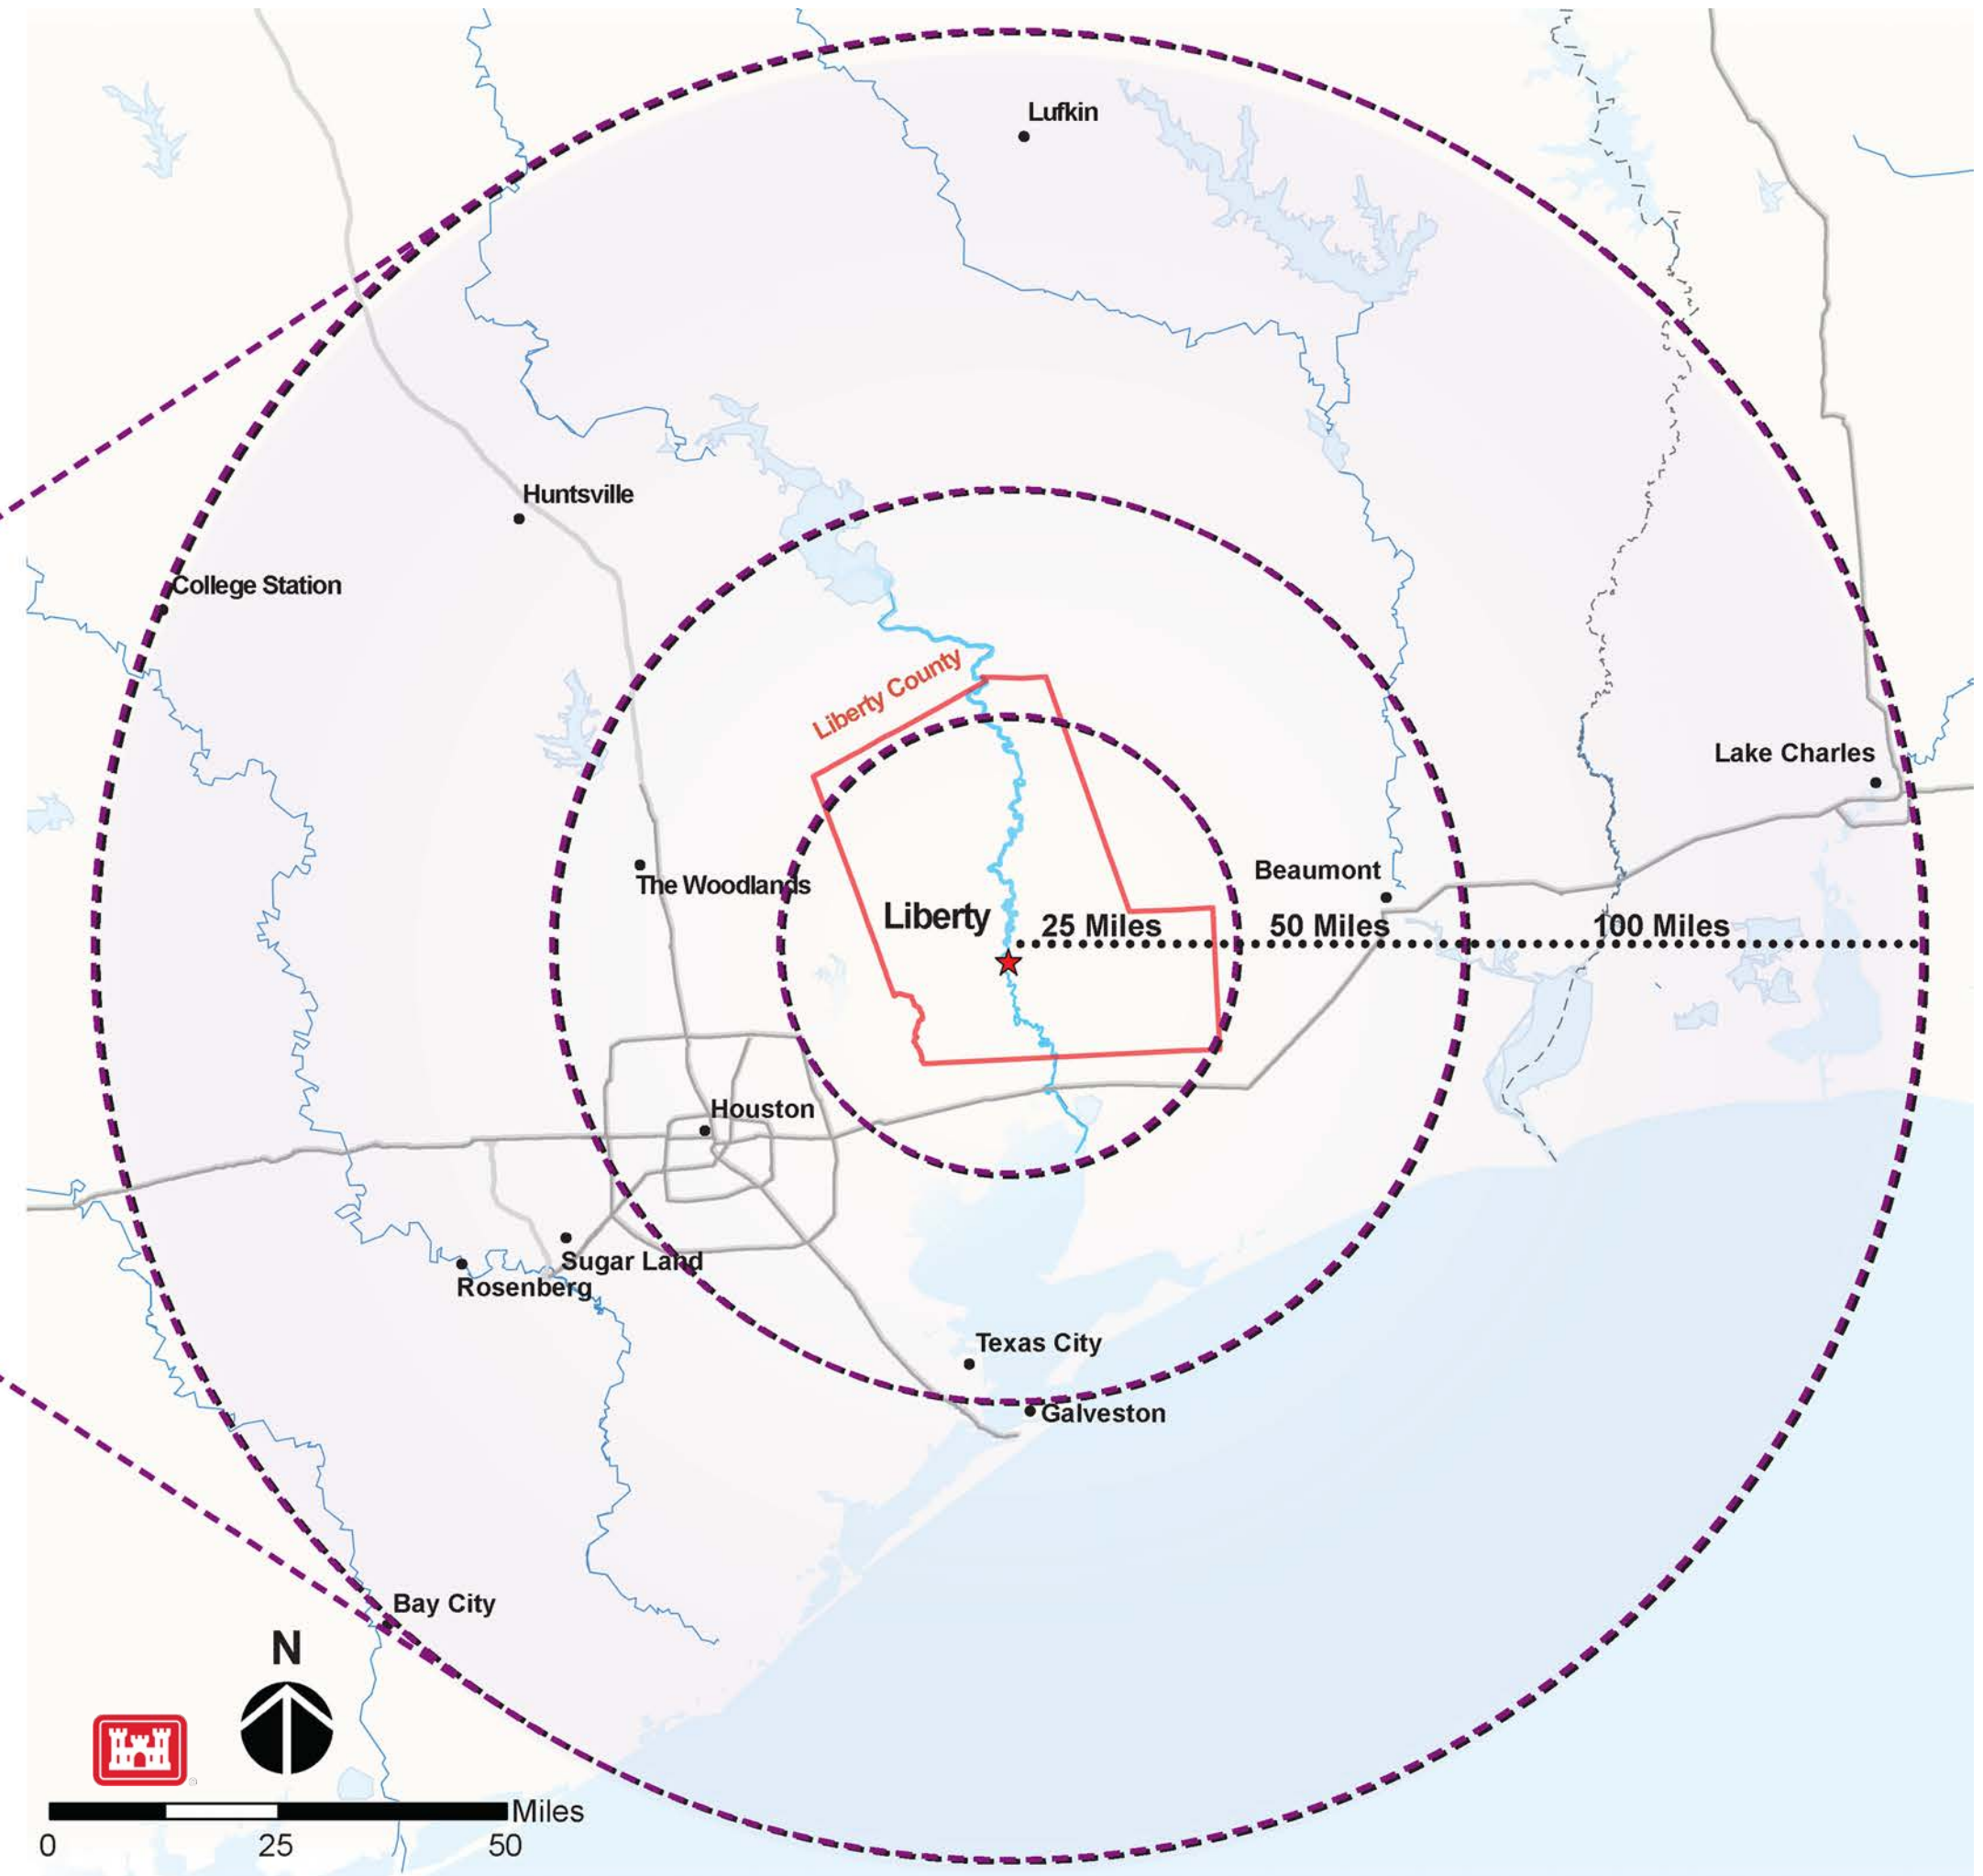 Lufkin
Huntsville
College Station
Liberty County
Lake Charles
The Woodlands
Beaumont
Liberty
25 Miles
50 Miles
100 Miles
Houston
Sugar Land
Rosenberg
Texas City
Galveston
Bay City
N
Miles
0 25 50